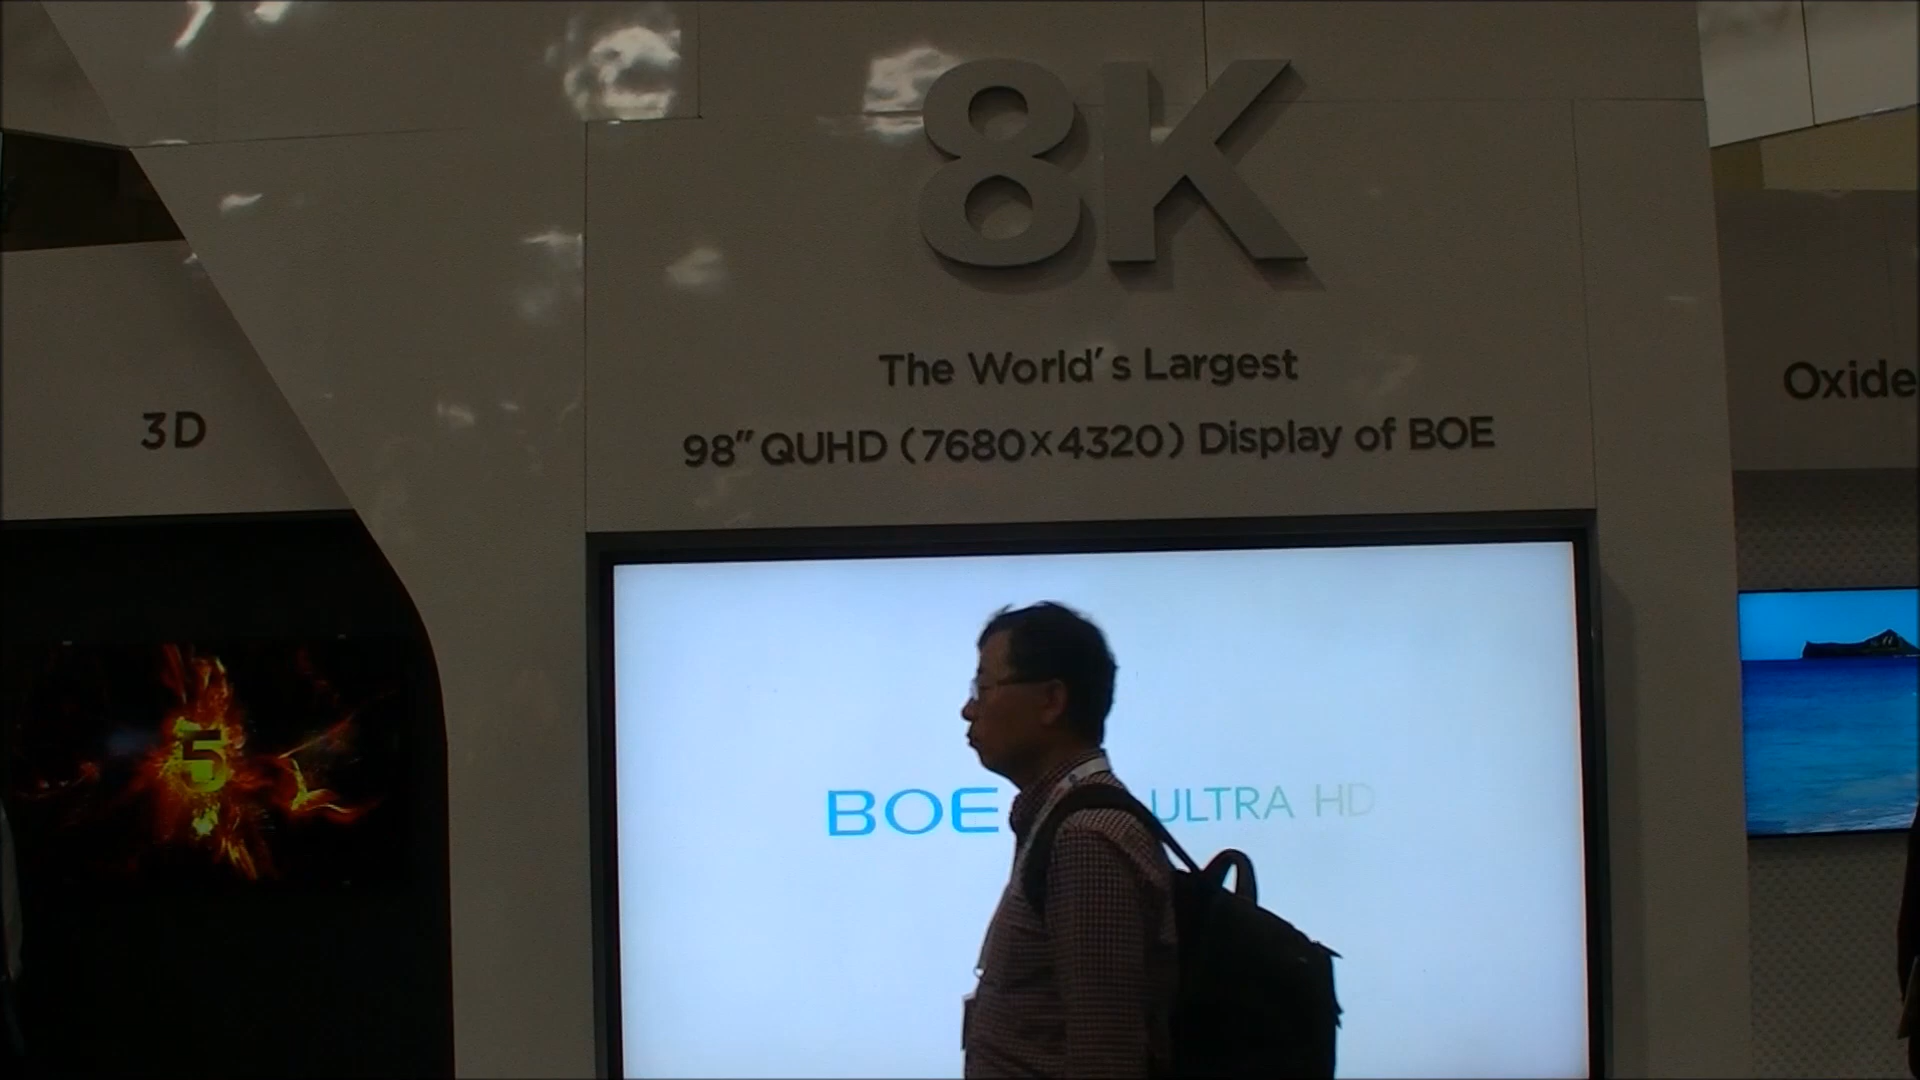 8K
The World's Largest
98" QUHD (7680×4320) Display of BOE
3D
Oxide
5
BOE
ULTRA HD